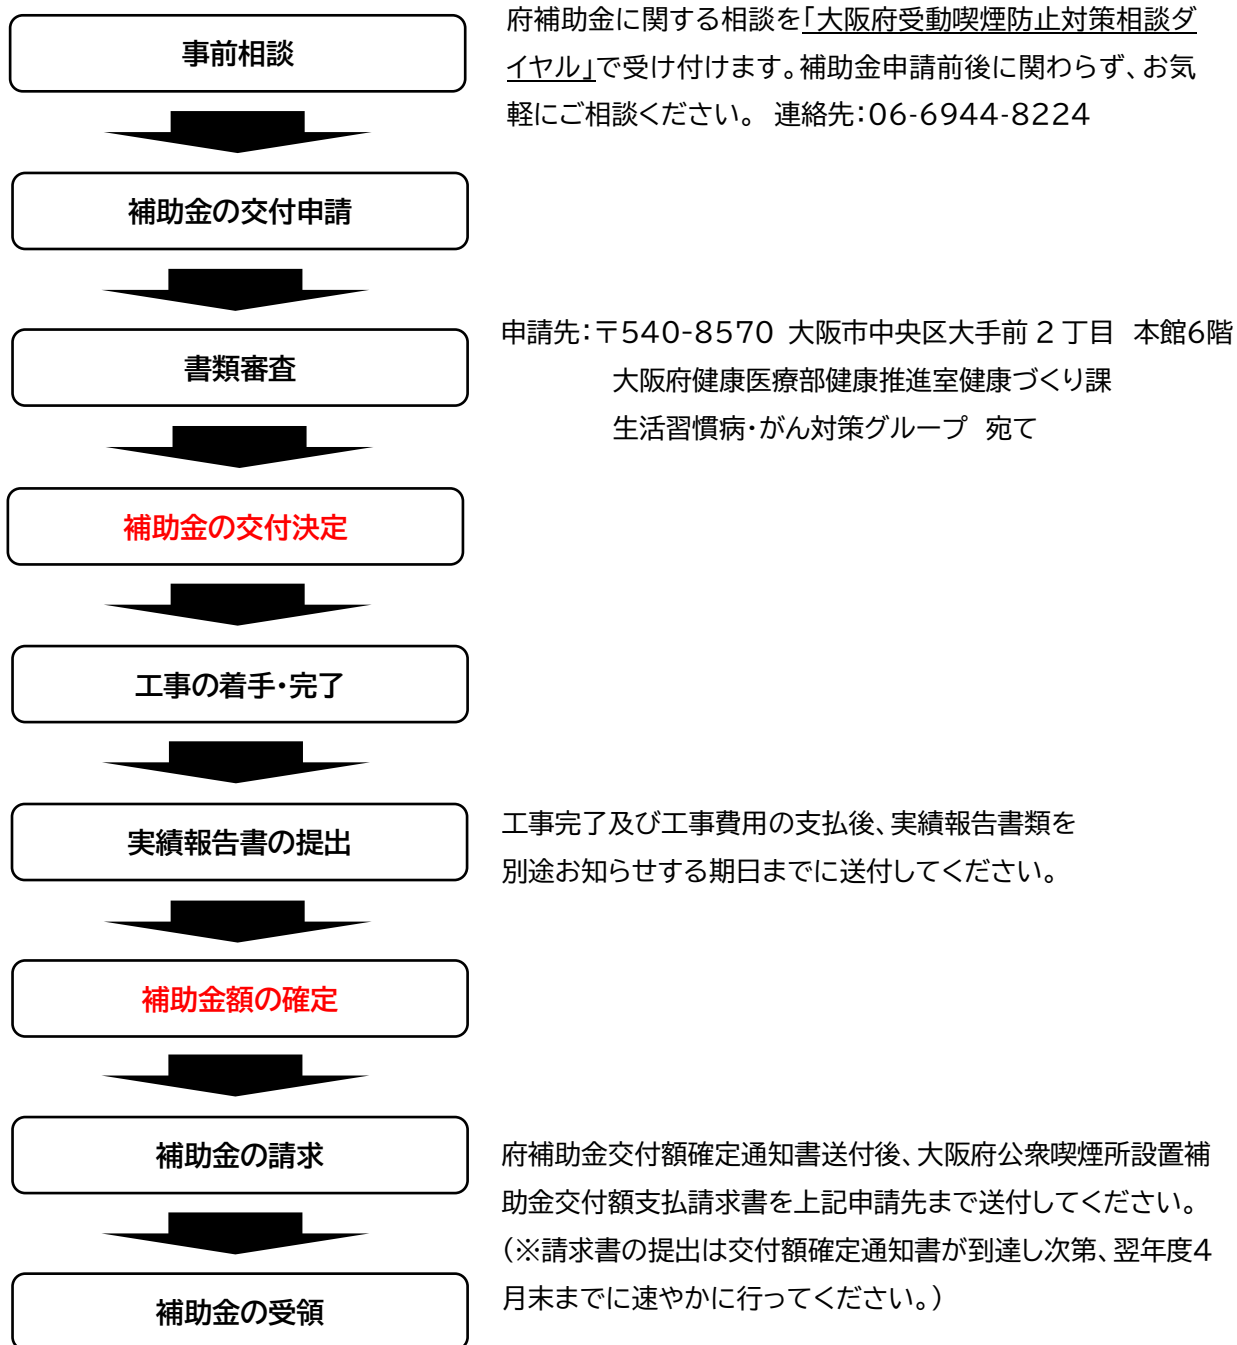 事前相談
府補助金に関する相談を「大阪府受動喫煙防止対策相談ダ
イヤル」で受け付けます。補助金申請前後に関わらず、お気
軽にご相談ください。 連絡先：06-6944-8224
補助金の交付申請
書類審査
申請先：〒540-8570 大阪市中央区大手前２丁目 本館6階
大阪府健康医療部健康推進室健康づくり課
生活習慣病・がん対策グループ 宛て
補助金の交付決定
工事の着手・完了
実績報告書の提出
工事完了及び工事費用の支払後、実績報告書類を
別途お知らせする期日までに送付してください。
補助金額の確定
補助金の請求
府補助金交付額確定通知書送付後、大阪府公衆喫煙所設置補
助金交付額支払請求書を上記申請先まで送付してください。
（※請求書の提出は交付額確定通知書が到達し次第、翌年度4
月末までに速やかに行ってください。）
補助金の受領